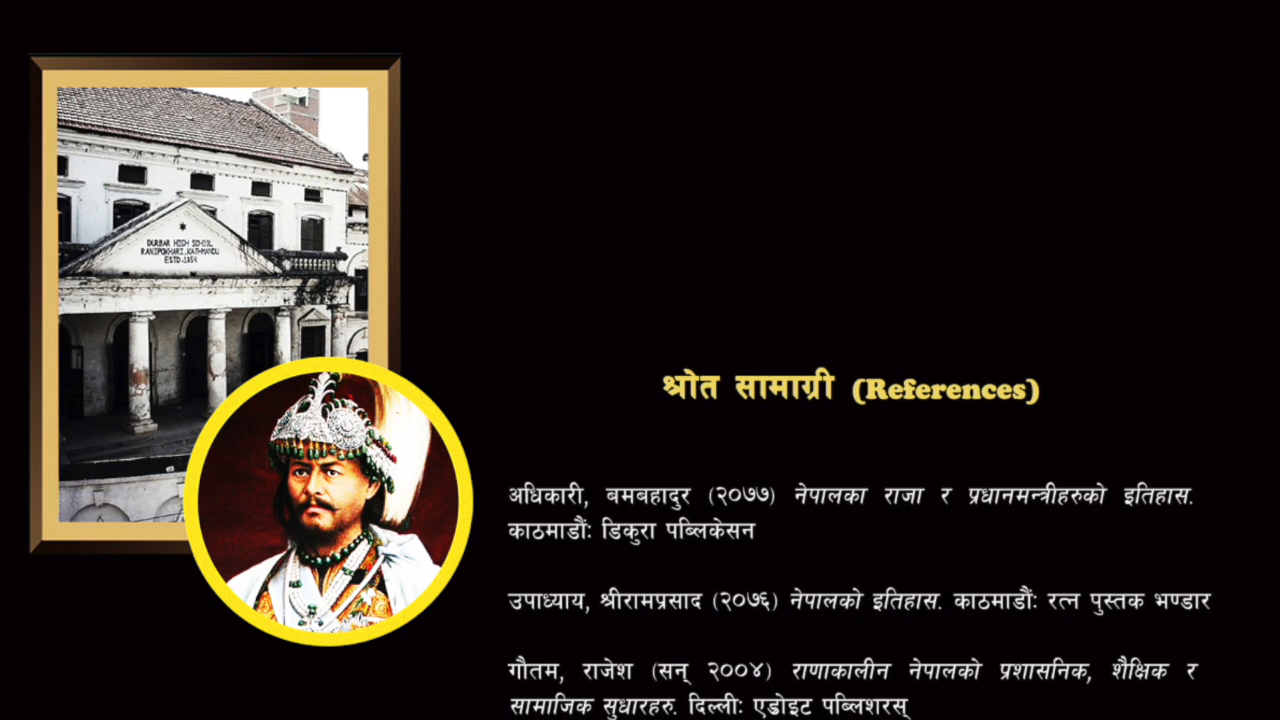 DURBAR HIGH SCHOOL
RANIPOKHARI, KATHMANDU
ESTD-1854
श्रोत सामाग्री (References)
अधिकारी, बमबहादुर (२०७७) नेपालका राजा र प्रधानमन्त्रीहरुको इतिहास.
काठमाडौं: डिकुरा पब्लिकेसन
उपाध्याय, श्रीरामप्रसाद (२०७६) नेपालको इतिहास. काठमाडौं: रत्न पुस्तक भण्डार
गौतम, राजेश (सन् २००४) राणाकालीन नेपालको प्रशासनिक, शैक्षिक र
सामाजिक सुधारहरु. दिल्ली: एडोइट पब्लिशरस्